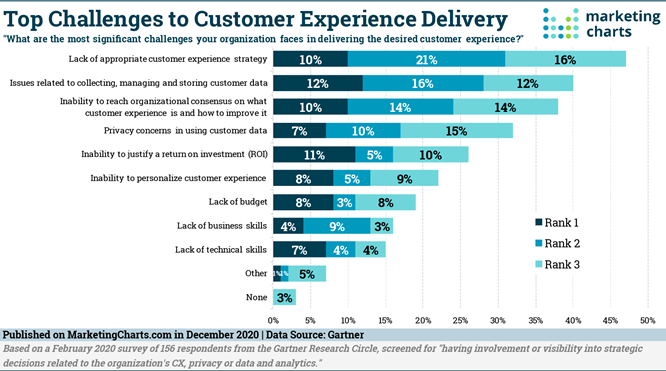 Top Challenges to Customer Experience Delivery
"What are the most significant challenges your organization faces in delivering the desired customer experience?"
marketing
charts
Lack of appropriate customer experience strategy
10% 21% 16%
Issues related to collecting, managing and storing customer data
12% 16% 12%
Inability to reach organizational consensus on what
customer experience is and how to improve it
10% 14% 14%
Privacy concerns in using customer data
7% 10% 15%
Inability to justify a return on investment (ROI)
11% 5% 10%
Inability to personalize customer experience
8% 5% 9%
Lack of budget
8% 3% 8%
Lack of business skills
4% 9% 3%
Lack of technical skills
7% 4% 4%
Other
1% 1% 5%
None
3%
Rank 1
Rank 2
Rank 3
0% 5% 10% 15% 20% 25% 30% 35% 40% 45% 50%
Published on MarketingCharts.com in December 2020 | Data Source: Gartner
Based on a February 2020 survey of 156 respondents from the Gartner Research Circle, screened for "having involvement or visibility into strategic
decisions related to the organization's CX, privacy or data and analytics."